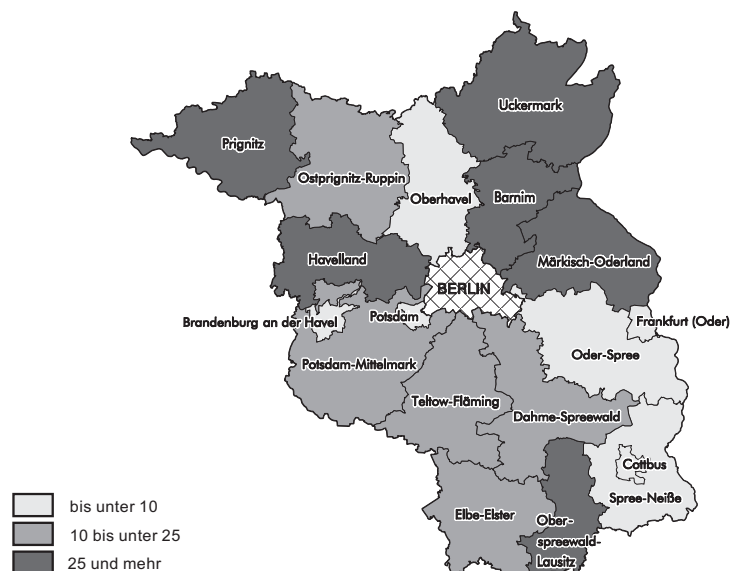 Uckermark
Prignitz
Ostprignitz-Ruppin
Oberhavel
Barnim
Havelland
Märkisch-Oderland
BERLIN
Brandenburg an der Havel
Potsdam
Frankfurt (Oder)
Oder-Spree
Potsdam-Mittelmark
Teltow-Fläming
Dahme-Spreewald
Cottbus
Spree-Neiße
Elbe-Elster
Ober-
spreewald-
Lausitz
bis unter 10
10 bis unter 25
25 und mehr